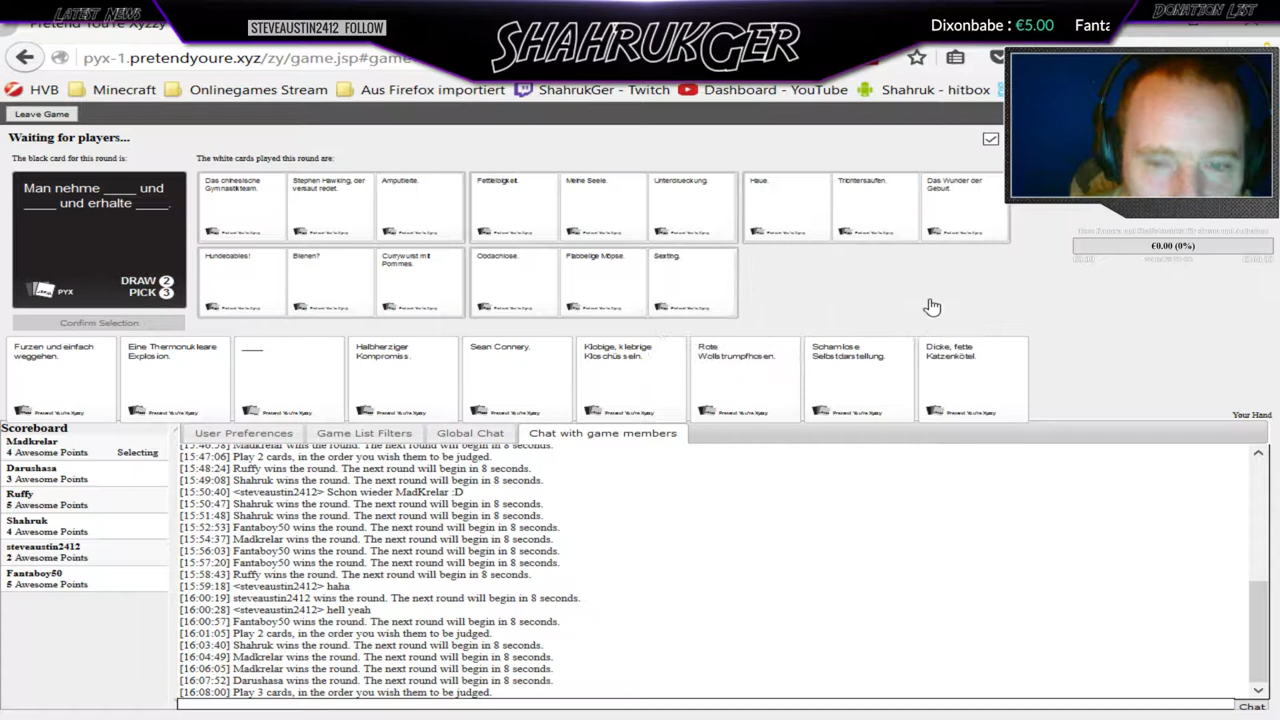 LATEST NEWS
STEVEAUSTIN2412 FOLLOW
SHAHRUKGER
Dixonbabe : €5.00 Fanta
DONATION LIST
pyx-1.pretendyoure.xyz/zy/game.jsp#game
HVB Minecraft Onlinegames Stream Aus Firefox importiert ShahrukGer - Twitch Dashboard - YouTube Shahruk - hitbox
Leave Game
Waiting for players...
The black card for this round is:
The white cards played this round are:
Man nehme ____ und
____ und erhalte ____.
DRAW 2
PICK 3
PYX
Confirm Selection
Das chinesische
Gymnastikteam.
Stephen Hawking, der
versaut redet.
Amputierte.
Fettleibigkeit.
Meine Seele.
Unterdrueckung.
Haue.
Das Wunder der
Geburt.
Hundebabies!
Bienen?
Currywurst mit
Pommes.
Obdachlose.
Sexting.
€0.00 (0%)
Furzen und einfach
weggehen.
Eine Thermonukleare
Explosion.
____
Halbherziger
Kompromiss.
Sean Connery.
Klobige, klebrige
Kloschüsseln.
Rote
Wollstrumpfhosen.
Schamlose
Selbstdarstellung.
Dicke, fette
Katzenkötel.
Your Hand
Scoreboard
Madkrelar
4 Awesome Points Selecting
Darushasa
3 Awesome Points
Ruffy
5 Awesome Points
Shahruk
4 Awesome Points
steveaustin2412
2 Awesome Points
Fantaboy50
5 Awesome Points
User Preferences Game List Filters Global Chat Chat with game members
[15:46:58] Madkrelar wins the round. The next round will begin in 8 seconds.
[15:47:06] Play 2 cards, in the order you wish them to be judged.
[15:48:24] Ruffy wins the round. The next round will begin in 8 seconds.
[15:49:08] Shahruk wins the round. The next round will begin in 8 seconds.
[15:50:40] <steveaustin2412> Schon wieder MadKrelar :D
[15:50:47] Shahruk wins the round. The next round will begin in 8 seconds.
[15:51:48] Shahruk wins the round. The next round will begin in 8 seconds.
[15:52:53] Fantaboy50 wins the round. The next round will begin in 8 seconds.
[15:54:37] Madkrelar wins the round. The next round will begin in 8 seconds.
[15:56:03] Fantaboy50 wins the round. The next round will begin in 8 seconds.
[15:57:20] Fantaboy50 wins the round. The next round will begin in 8 seconds.
[15:58:43] Ruffy wins the round. The next round will begin in 8 seconds.
[15:59:18] <steveaustin2412> haha
[16:00:19] steveaustin2412 wins the round. The next round will begin in 8 seconds.
[16:00:28] <steveaustin2412> hell yeah
[16:00:57] Fantaboy50 wins the round. The next round will begin in 8 seconds.
[16:01:05] Play 2 cards, in the order you wish them to be judged.
[16:03:40] Shahruk wins the round. The next round will begin in 8 seconds.
[16:04:49] Madkrelar wins the round. The next round will begin in 8 seconds.
[16:06:05] Madkrelar wins the round. The next round will begin in 8 seconds.
[16:07:52] Darushasa wins the round. The next round will begin in 8 seconds.
[16:08:00] Play 3 cards, in the order you wish them to be judged.
Chat